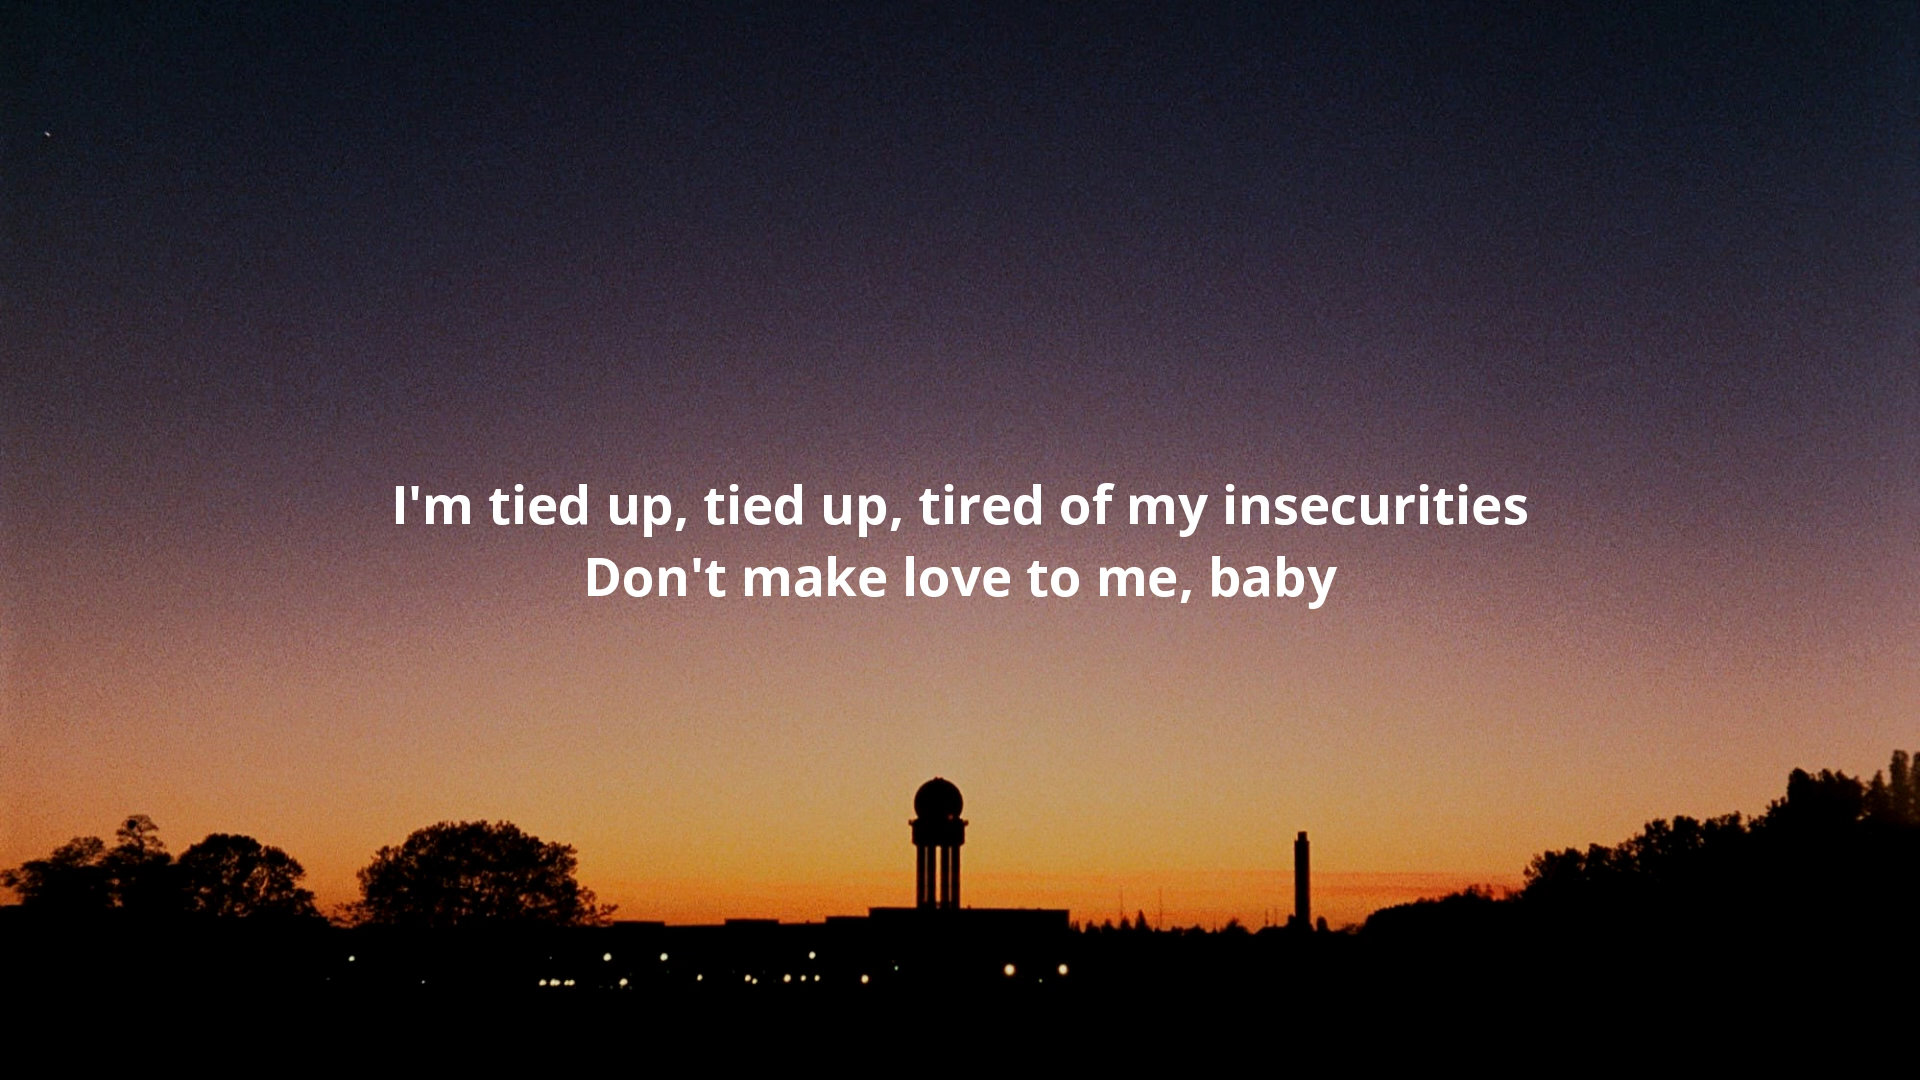 I'm tied up, tied up, tired of my insecurities
Don't make love to me, baby